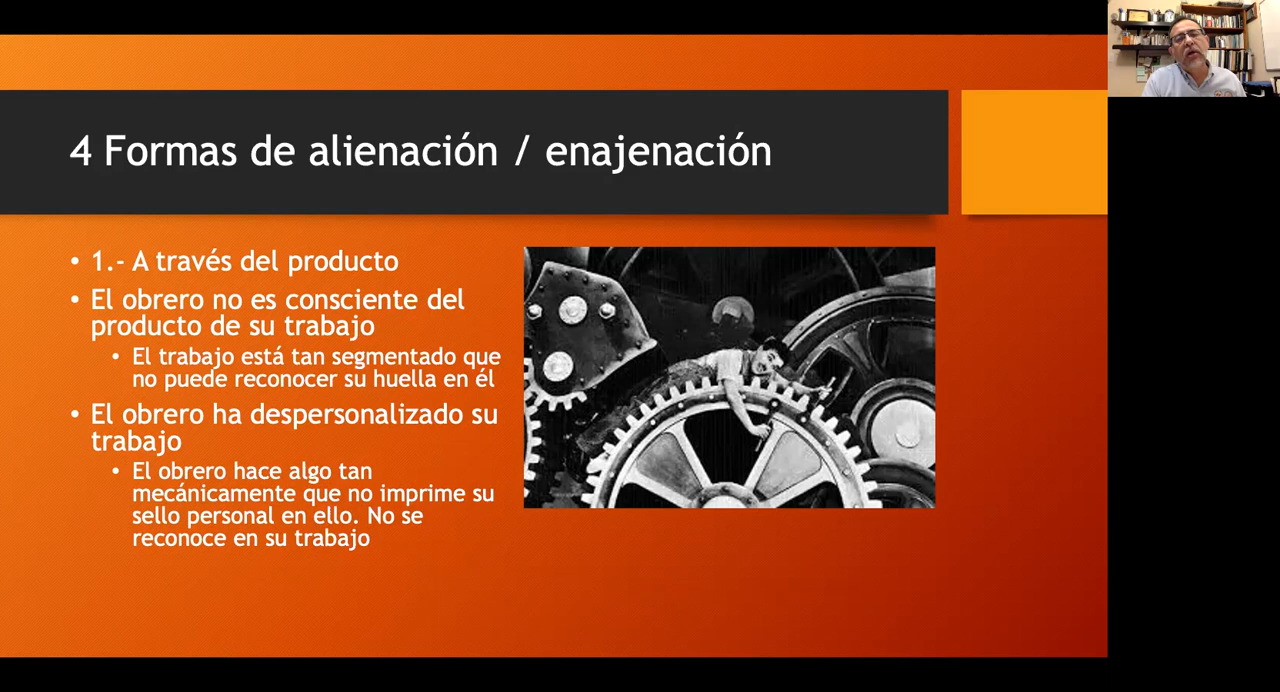 4 Formas de alienación / enajenación
• 1.- A través del producto
• El obrero no es consciente del
producto de su trabajo
• El trabajo está tan segmentado que
no puede reconocer su huella en él
• El obrero ha despersonalizado su
trabajo
• El obrero hace algo tan
mecánicamente que no imprime su
sello personal en ello. No se
reconoce en su trabajo